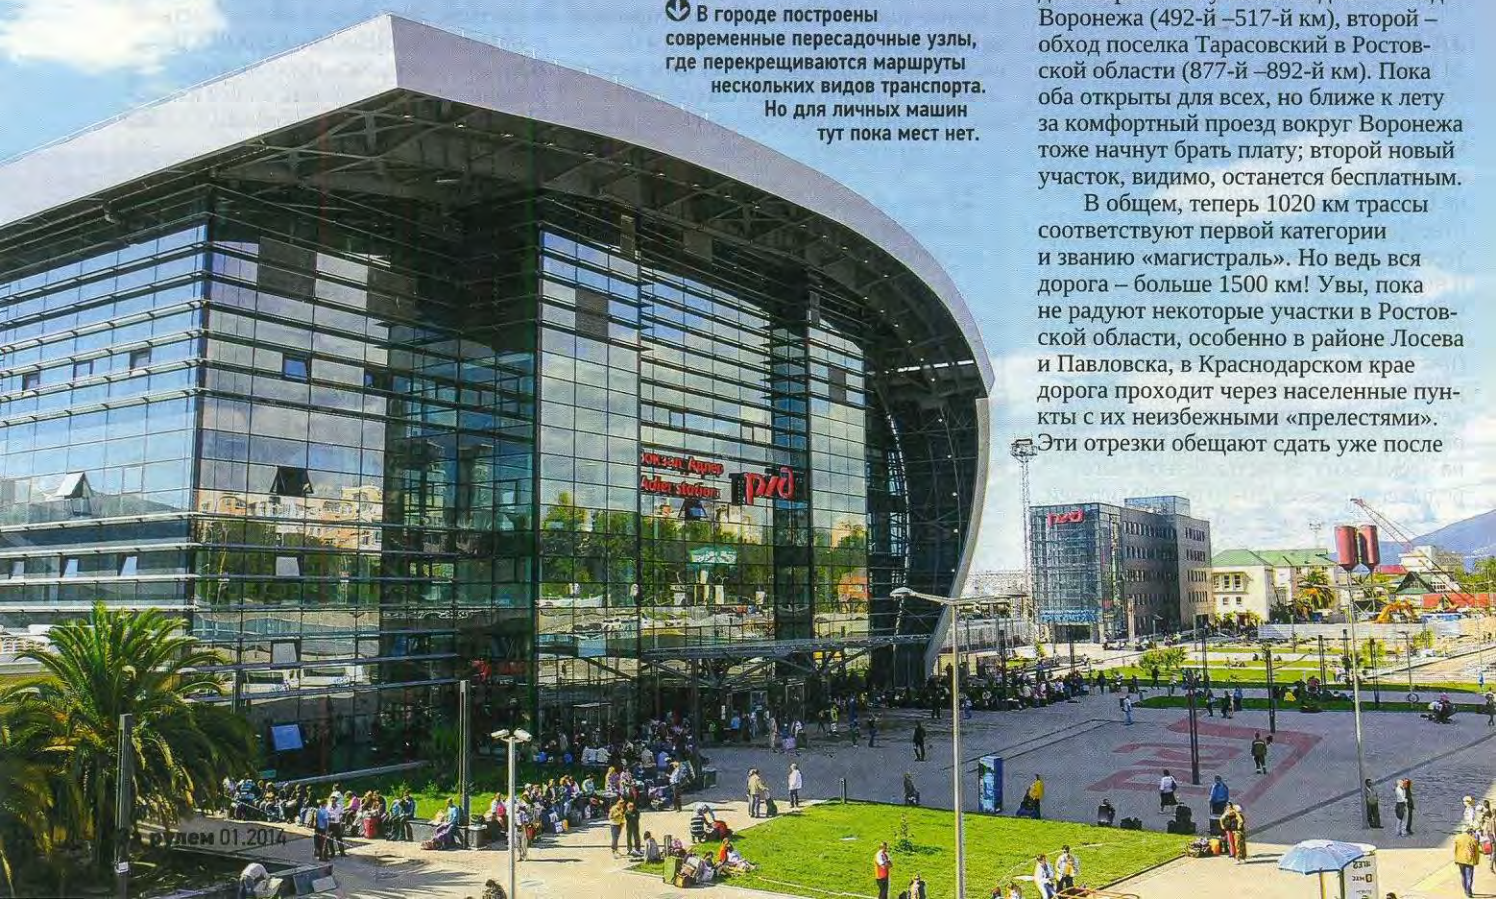 В городе построены
современные пересадочные узлы,
где перекрещиваются маршруты
нескольких видов транспорта.
Но для личных машин
тут пока мест нет.
Воронежа (492-й –517-й км), второй –
обход поселка Тарасовский в Ростов-
ской области (877-й –892-й км). Пока
оба открыты для всех, но ближе к лету
за комфортный проезд вокруг Воронежа
тоже начнут брать плату; второй новый
участок, видимо, останется бесплатным.
В общем, теперь 1020 км трассы
соответствуют первой категории
и званию «магистраль». Но ведь вся
дорога – больше 1500 км! Увы, пока
не радуют некоторые участки в Ростов-
ской области, особенно в районе Лосева
и Павловска, в Краснодарском крае
дорога проходит через населенные пун-
кты с их неизбежными «прелестями».
Эти отрезки обещают сдать уже после
вокзал Адлер
Adler station
ржд
ржд
рулем 01.2014